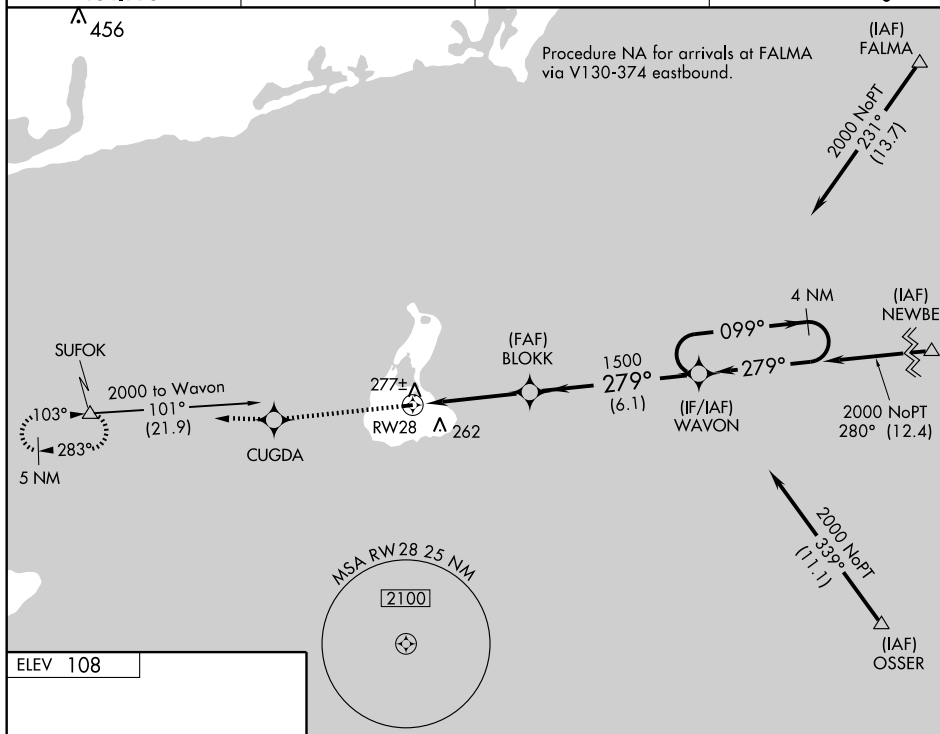 456
Procedure NA for arrivals at FALMA
via V130-374 eastbound.
(IAF)
FALMA
2000 NoPT
231°
(13.7)
4 NM
(IAF)
NEWBE
099°
(FAF)
BLOKK
1500
279°
(6.1)
279°
(IF/IAF)
WAVON
2000 NoPT
280° (12.4)
SUFOK
2000 to Wavon
101°
(21.9)
103°
283°
5 NM
CUGDA
277±
RW28
262
2000 NoPT
339°
(11.1)
(IAF)
OSSER
MSA RW28 25 NM
2100
ELEV 108